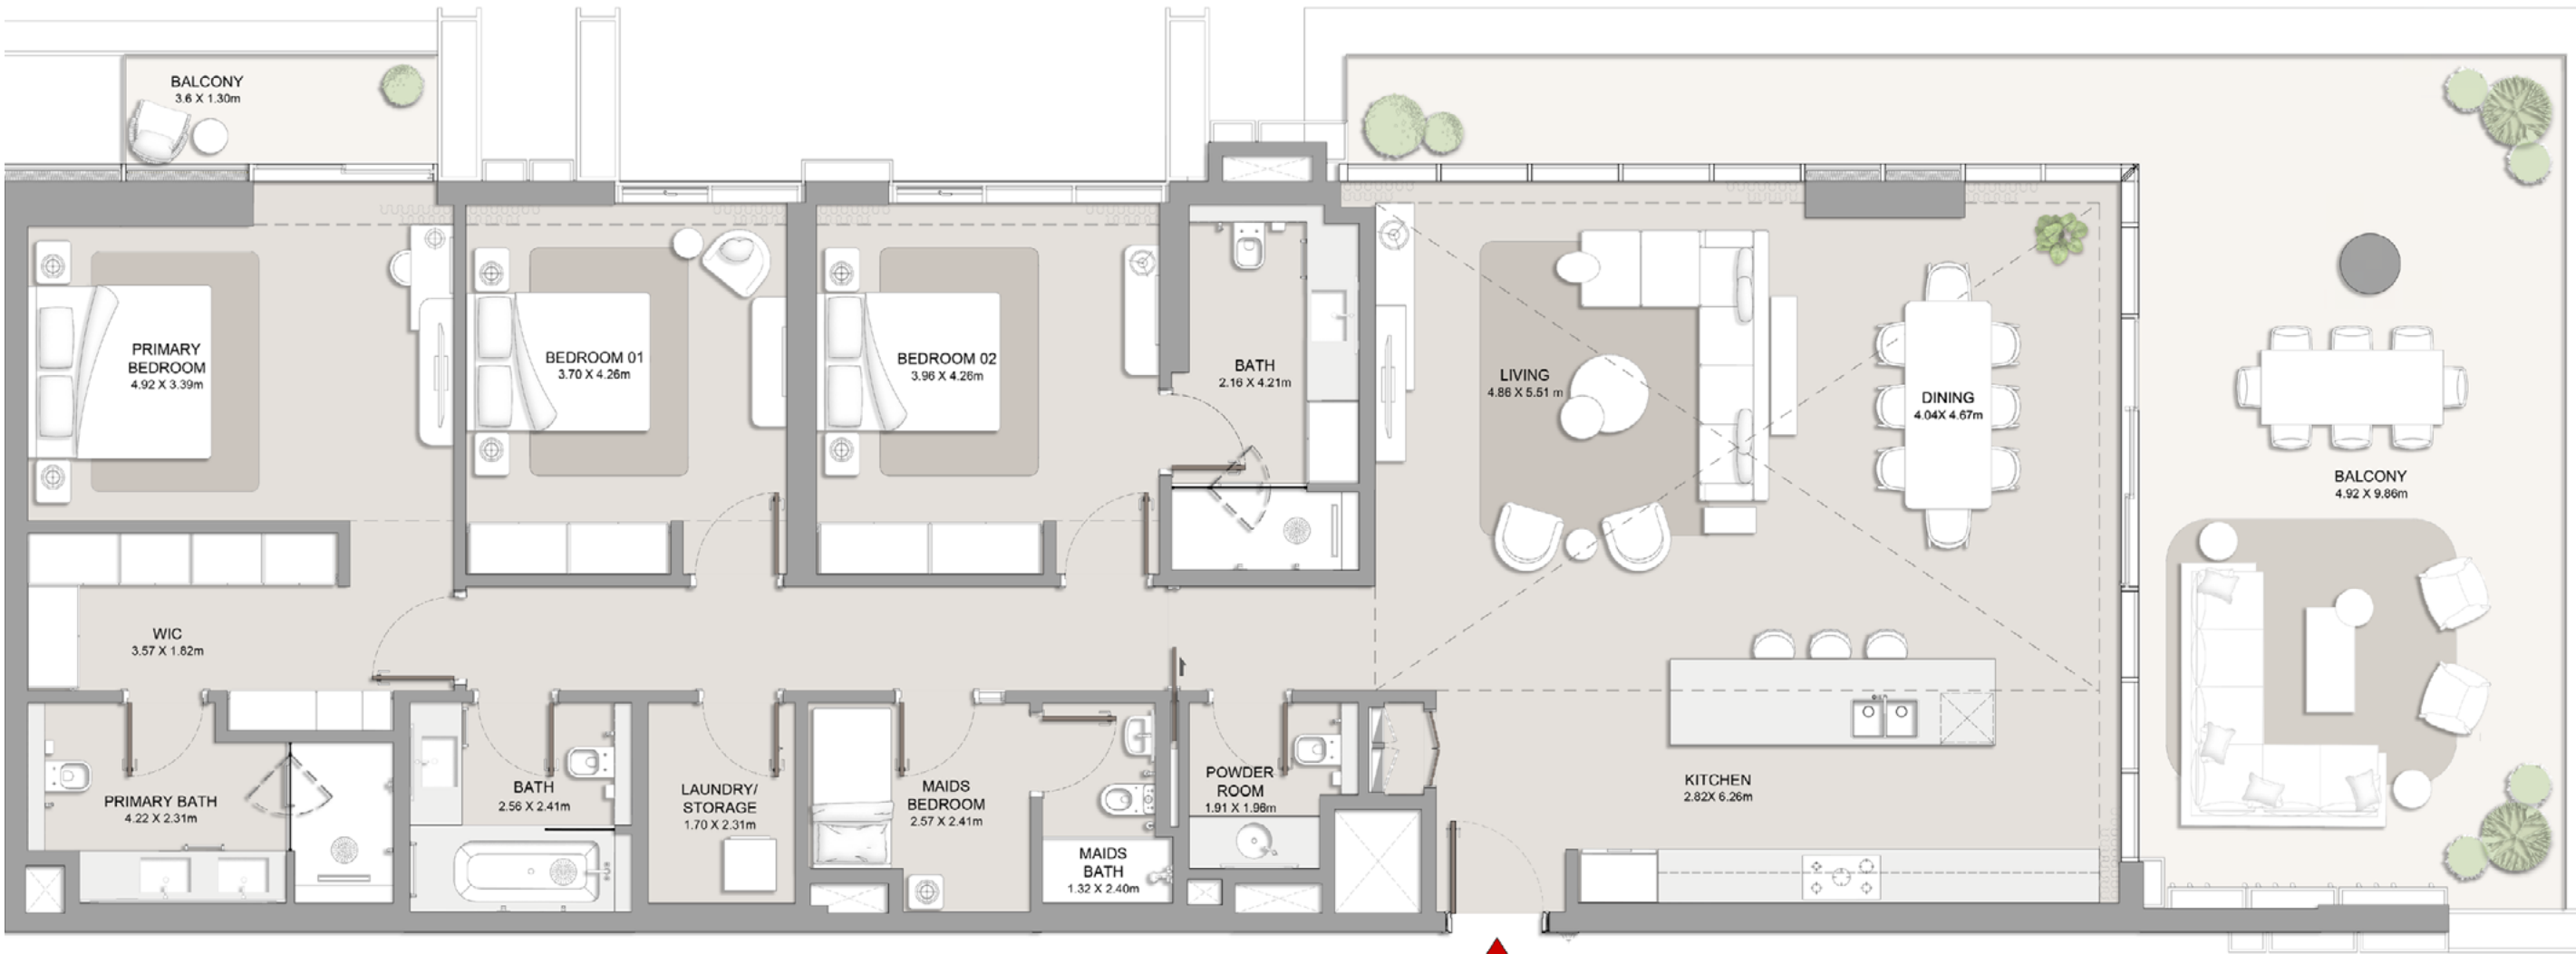 BALCONY
3.6 X 1.30m
PRIMARY
BEDROOM
4.92 X 3.39m
BEDROOM 01
3.70 X 4.26m
BEDROOM 02
3.96 X 4.26m
BATH
2.16 X 4.21m
LIVING
4.86 X 5.51 m
DINING
4.04X 4.67m
BALCONY
4.92 X 9.86m
WIC
3.57 X 1.82m
PRIMARY BATH
4.22 X 2.31m
BATH
2.56 X 2.41m
LAUNDRY/
STORAGE
1.70 X 2.31m
MAIDS
BEDROOM
2.57 X 2.41m
MAIDS
BATH
1.32 X 2.40m
POWDER
ROOM
1.91 X 1.96m
KITCHEN
2.82X 6.26m